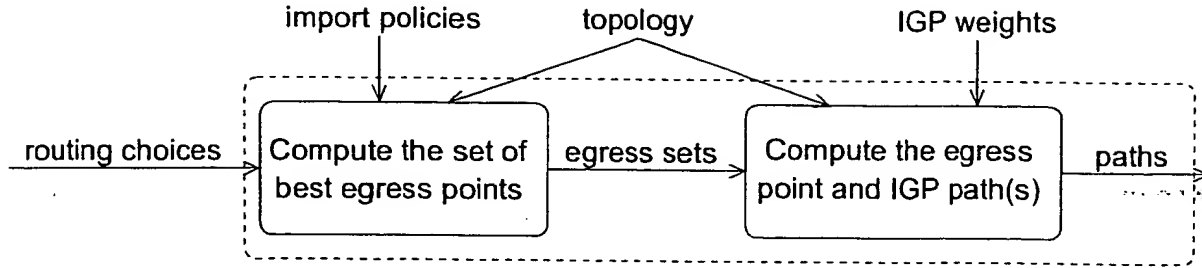 import policies
topology
IGP weights
routing choices
Compute the set of
best egress points
egress sets
Compute the egress
point and IGP path(s)
paths